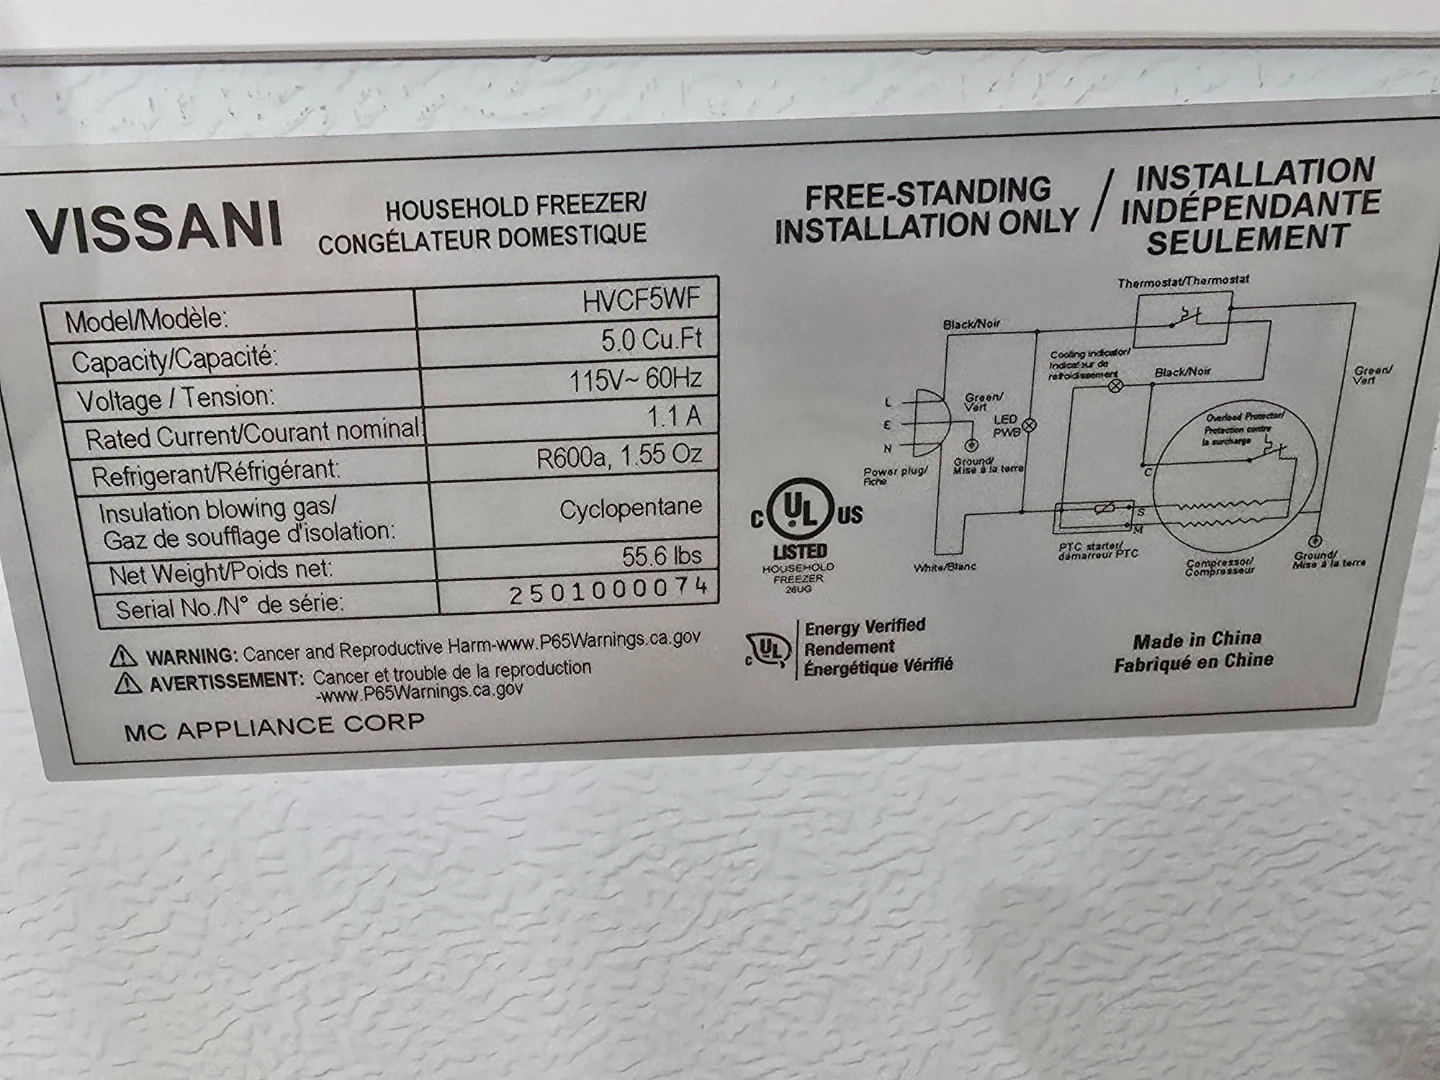 VISSANI
HOUSEHOLD FREEZER/
CONGÉLATEUR DOMESTIQUE
Model/Modèle: HVCF5WF
Capacity/Capacité: 5.0 Cu.Ft
Voltage / Tension: 115V~ 60Hz
Rated Current/Courant nominal: 1.1 A
Refrigerant/Réfrigérant: R600a, 1.55 Oz
Insulation blowing gas/
Gaz de soufflage d'isolation: Cyclopentane
Net Weight/Poids net: 55.6 lbs
Serial No./N° de série: 2501000074
WARNING: Cancer and Reproductive Harm-www.P65Warnings.ca.gov
AVERTISSEMENT: Cancer et trouble de la reproduction
-www.P65Warnings.ca.gov
MC APPLIANCE CORP
FREE-STANDING
INSTALLATION ONLY /
INSTALLATION
INDÉPENDANTE
SEULEMENT
Thermostat/Thermostat
Black/Noir
Cooling indicator/
Indicateur de
refroidissement
Black/Noir
Green/
Vert
L
E
N
Green/
Vert
LED
PWB
Overload Protector/
Protection contre
la surcharge
Power plug/
Fiche
Ground/
Mise à la terre
C
S
M
PTC starter/
démarreur PTC
White/Blanc
Compressor/
Compresseur
Ground/
Mise à la terre
C UL US
LISTED
HOUSEHOLD
FREEZER
26UG
C UL
Energy Verified
Rendement
Énergétique Vérifié
Made in China
Fabriqué en Chine